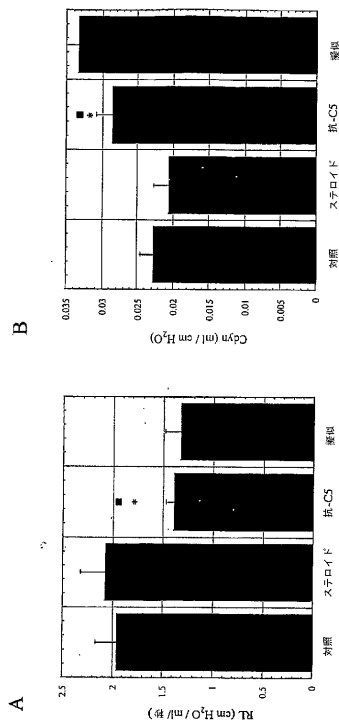 A
RL (cm H₂O / ml / 秒)
2.5
2
1.5
1
0.5
0
■
*
対照
ステロイド
抗-C5
擬似
B
Cdyn (ml / cm H₂O)
0.035
0.03
0.025
0.02
0.015
0.01
0.005
0
■
*
対照
ステロイド
抗-C5
擬似